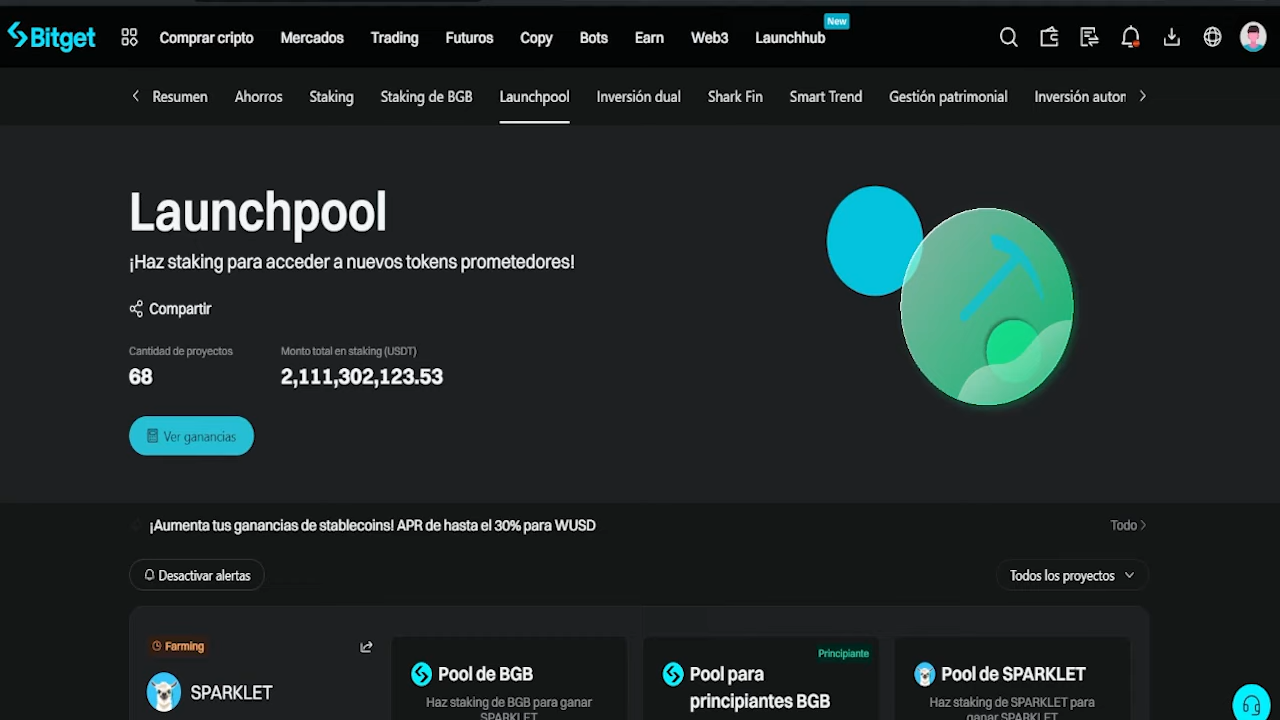 Bitget
Comprar cripto Mercados Trading Futuros Copy Bots Earn Web3 Launchhub New
Resumen Ahorros Staking Staking de BGB Launchpool Inversión dual Shark Fin Smart Trend Gestión patrimonial Inversión autor
Launchpool
¡Haz staking para acceder a nuevos tokens prometedores!
Compartir
Cantidad de proyectos Monto total en staking (USDT)
68 2,111,302,123.53
Ver ganancias
¡Aumenta tus ganancias de stablecoins! APR de hasta el 30% para WUSD Todo
Desactivar alertas Todos los proyectos
Farming
SPARKLET
Pool de BGB
Haz staking de BGB para ganar
SPARKLET
Principiante
Pool para
principiantes BGB
Pool de SPARKLET
Haz staking de SPARKLET para
ganar SPARKLET